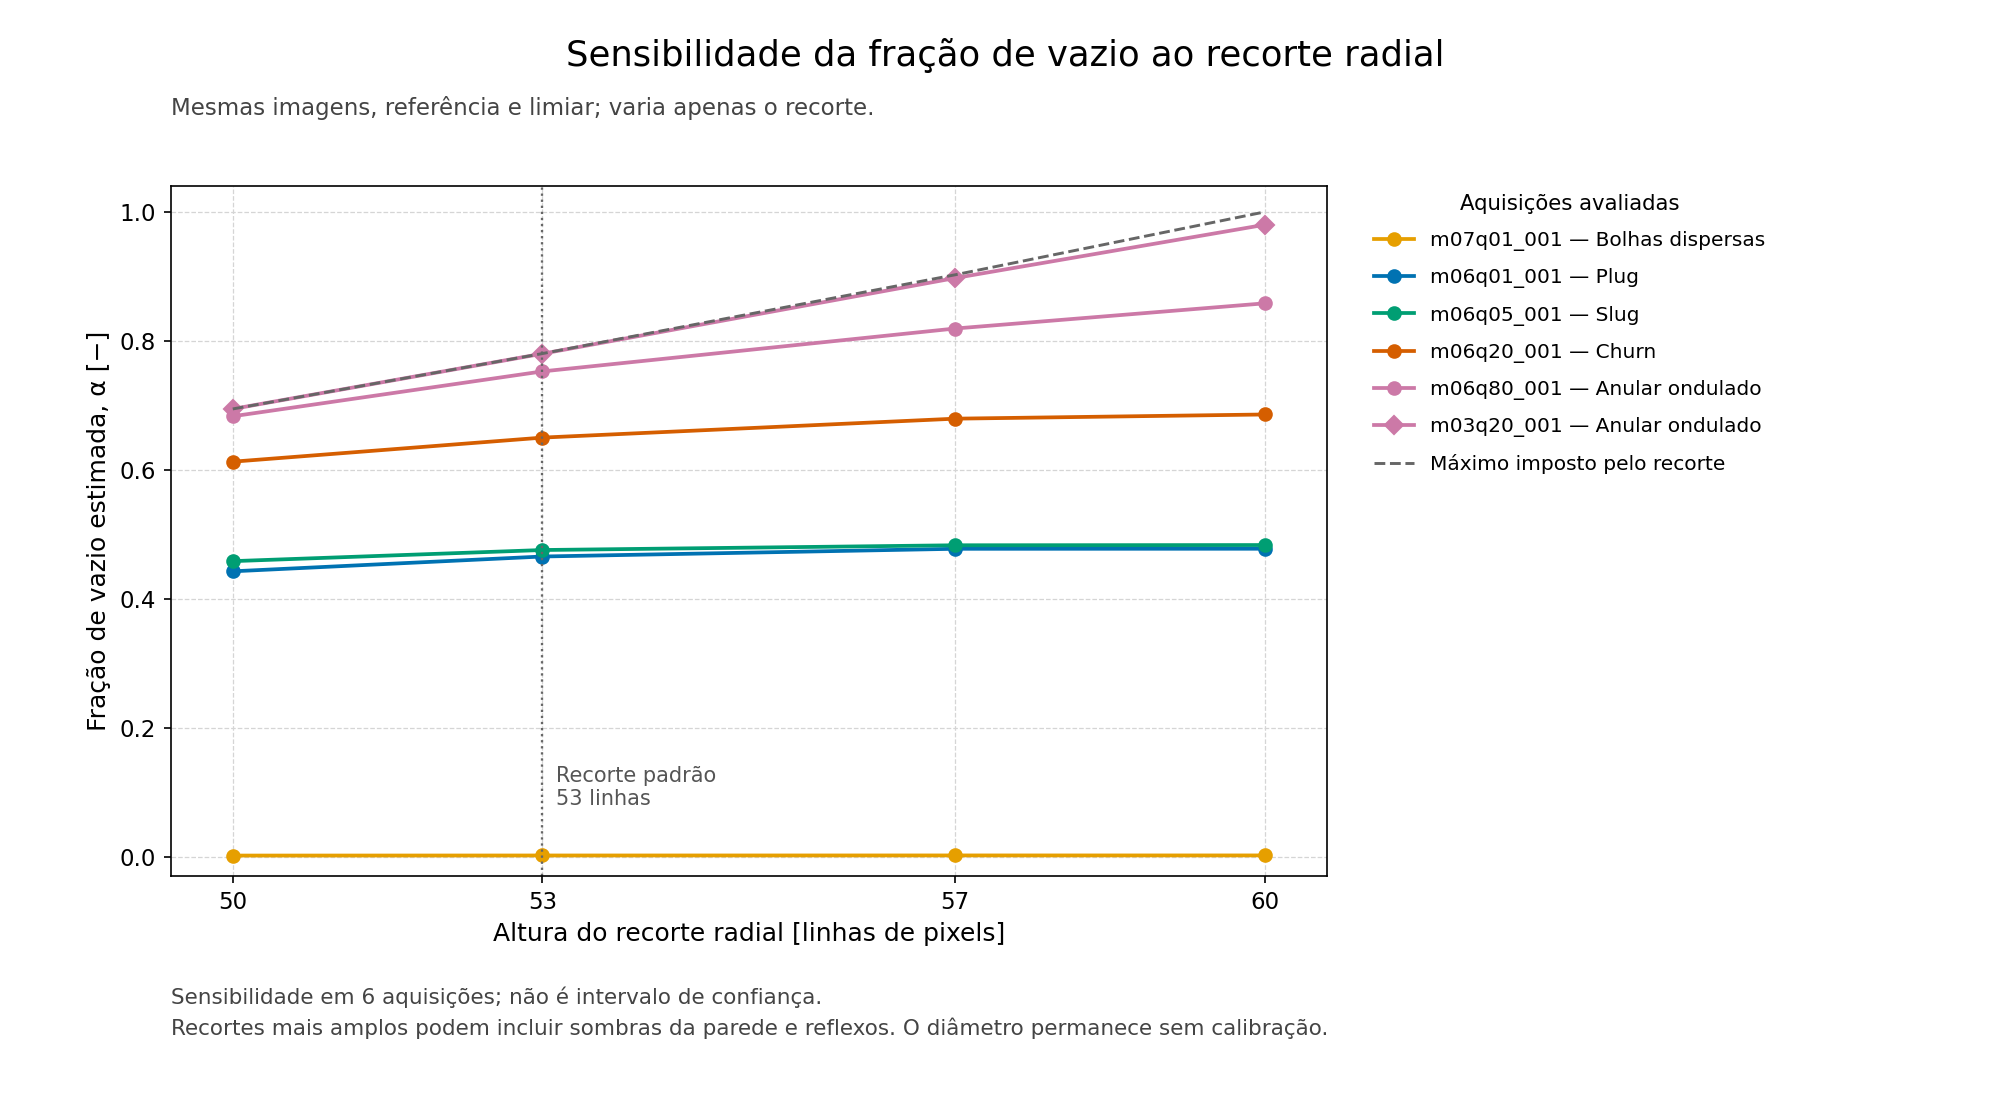 Sensibilidade da fração de vazio ao recorte radial
Mesmas imagens, referência e limiar; varia apenas o recorte.
Fração de vazio estimada, α [—]
1.0
0.8
0.6
0.4
0.2
0.0
Recorte padrão
53 linhas
50
53
57
60
Altura do recorte radial [linhas de pixels]
Aquisições avaliadas
m07q01_001 — Bolhas dispersas
m06q01_001 — Plug
m06q05_001 — Slug
m06q20_001 — Churn
m06q80_001 — Anular ondulado
m03q20_001 — Anular ondulado
Máximo imposto pelo recorte
Sensibilidade em 6 aquisições; não é intervalo de confiança.
Recortes mais amplos podem incluir sombras da parede e reflexos. O diâmetro permanece sem calibração.